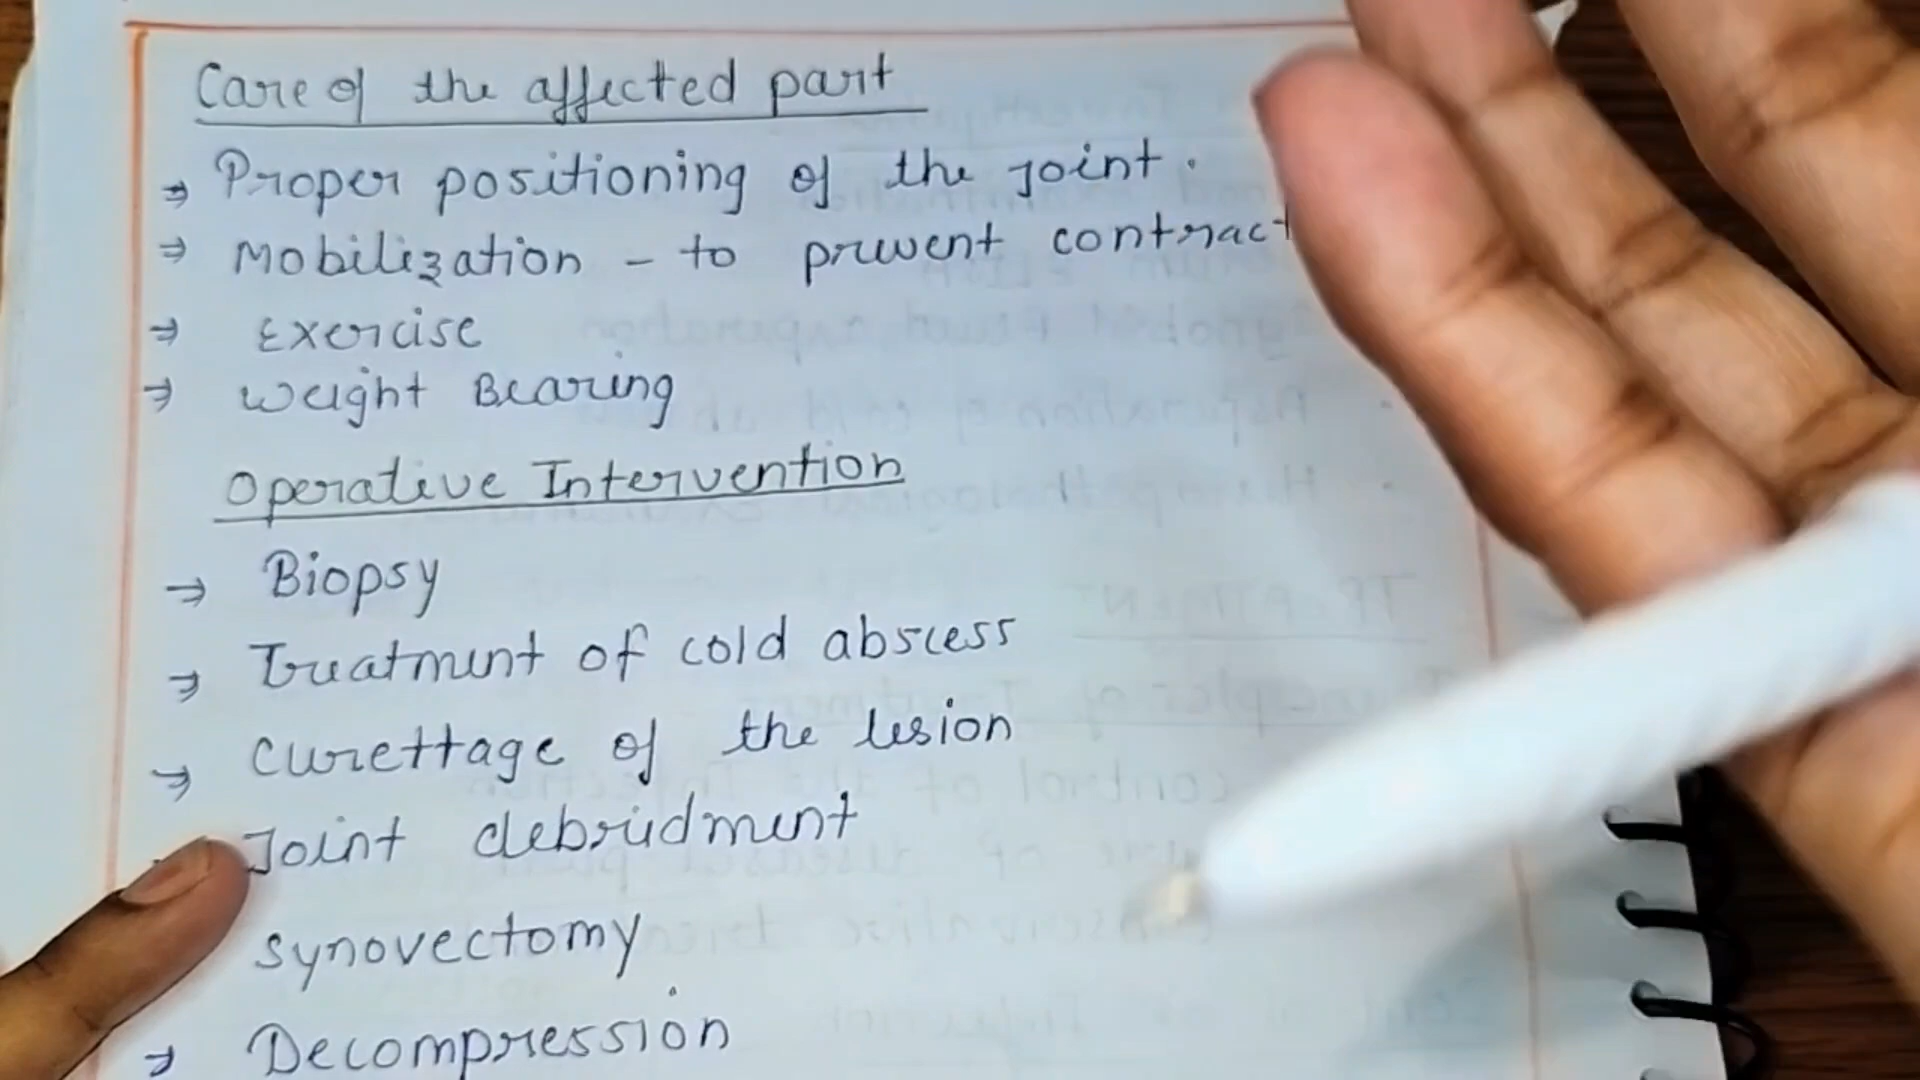 Care of the affected part
⇒ Proper positioning of the joint.
⇒ Mobilization - to prevent contract
⇒ Exercise
⇒ Weight Bearing
Operative Intervention
→ Biopsy
→ Treatment of cold abscess
→ Curettage of the lesion
Joint debridment
Synovectomy
→ Decompression